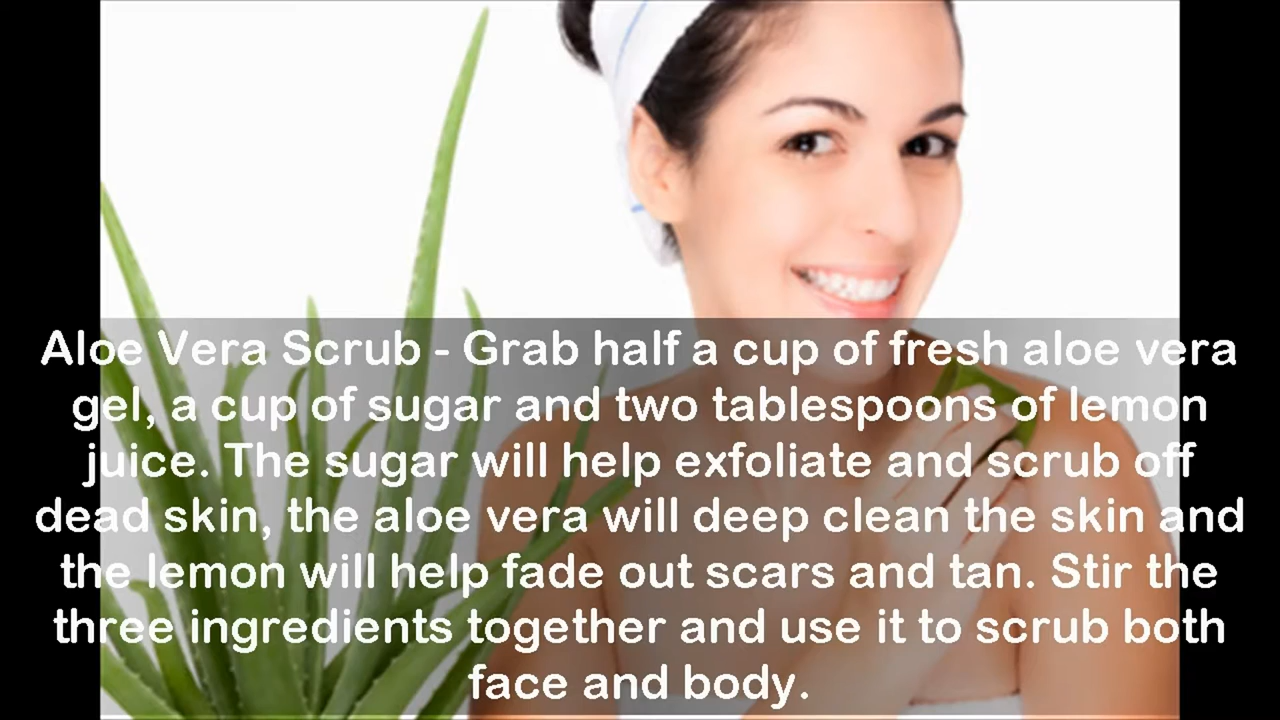 Aloe Vera Scrub - Grab half a cup of fresh aloe vera
gel, a cup of sugar and two tablespoons of lemon
juice. The sugar will help exfoliate and scrub off
dead skin, the aloe vera will deep clean the skin and
the lemon will help fade out scars and tan. Stir the
three ingredients together and use it to scrub both
face and body.